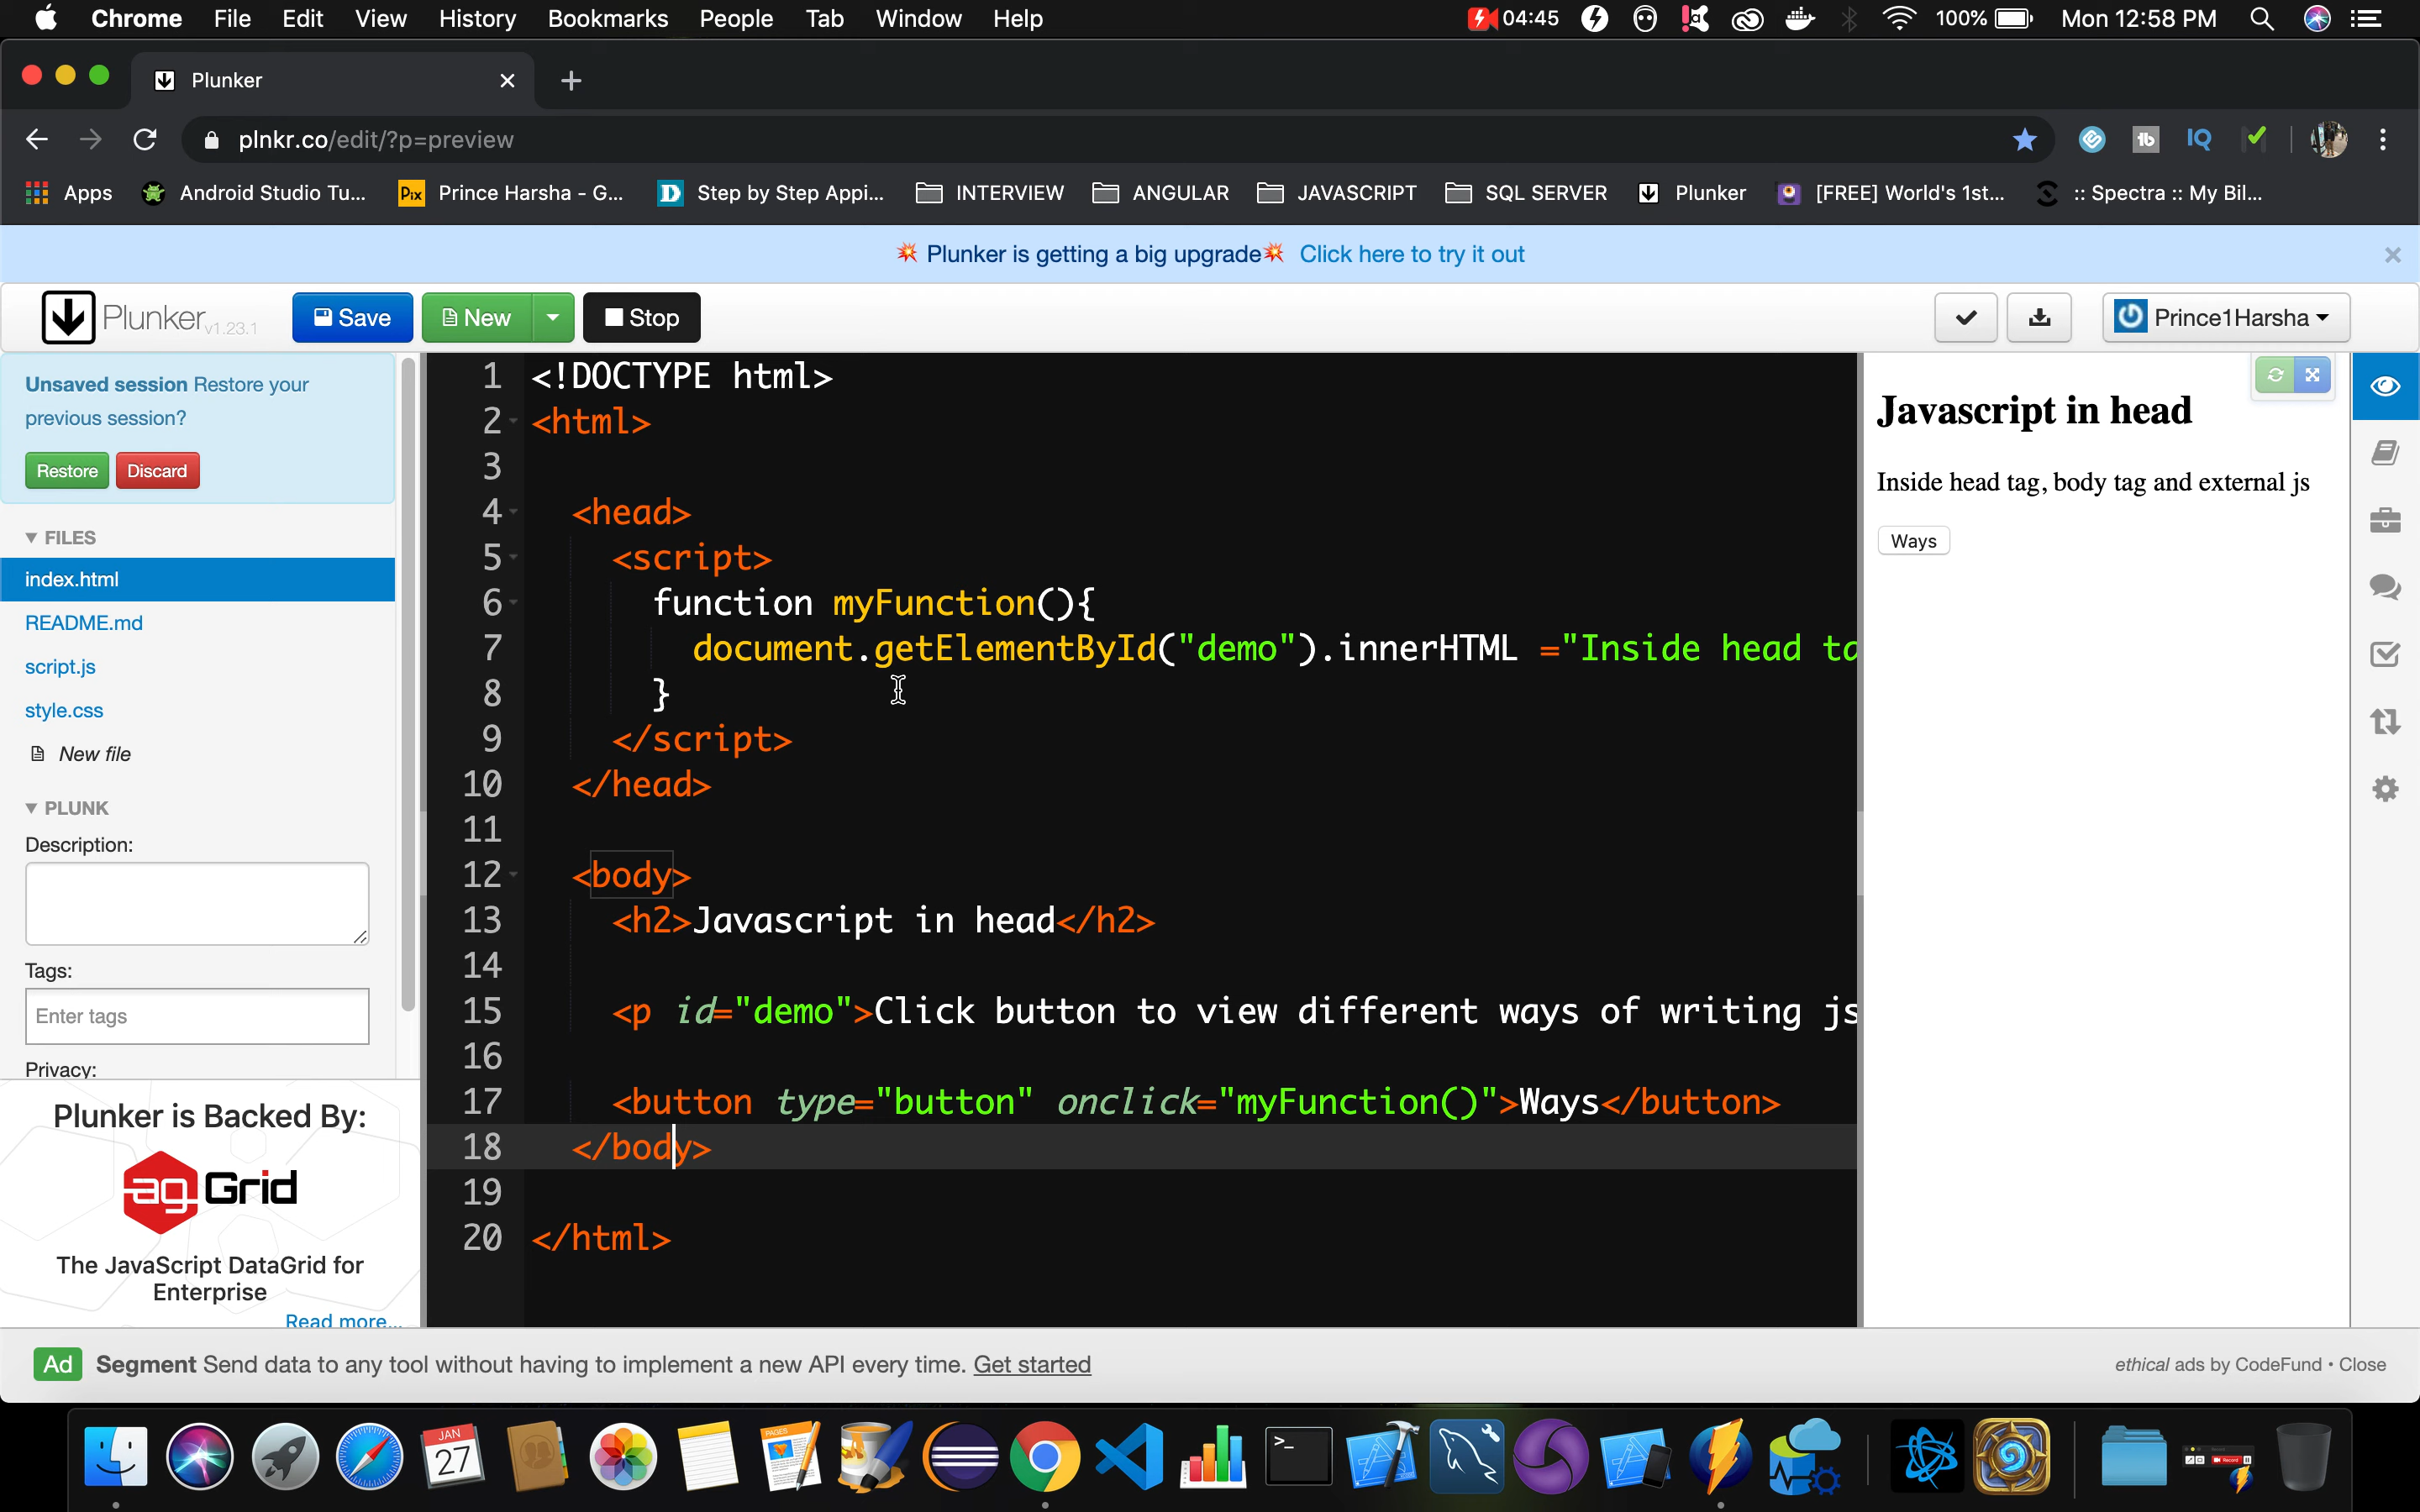 Chrome File Edit View History Bookmarks People Tab Window Help 04:45 100% Mon 12:58 PM
Plunker
plnkr.co/edit/?p=preview
Apps Android Studio Tu... Prince Harsha - G... Step by Step Appi... INTERVIEW ANGULAR JAVASCRIPT SQL SERVER Plunker [FREE] World's 1st... :: Spectra :: My Bil...
Plunker is getting a big upgrade Click here to try it out
Plunker v1.23.1 Save New Stop Prince1Harsha
Unsaved session Restore your
previous session?
Restore Discard
FILES
index.html
README.md
script.js
style.css
New file
PLUNK
Description:
Tags:
Enter tags
Privacy:
Plunker is Backed By:
ag Grid
The JavaScript DataGrid for
Enterprise
Read more...
1 <!DOCTYPE html>
2 <html>
3
4 <head>
5 <script>
6 function myFunction(){
7 document.getElementById("demo").innerHTML ="Inside head ta
8 }
9 </script>
10 </head>
11
12 <body>
13 <h2>Javascript in head</h2>
14
15 <p id="demo">Click button to view different ways of writing js
16
17 <button type="button" onclick="myFunction()">Ways</button>
18 </body>
19
20 </html>
Javascript in head
Inside head tag, body tag and external js
Ways
Ad Segment Send data to any tool without having to implement a new API every time. Get started
ethical ads by CodeFund • Close
JAN
27
PAGES